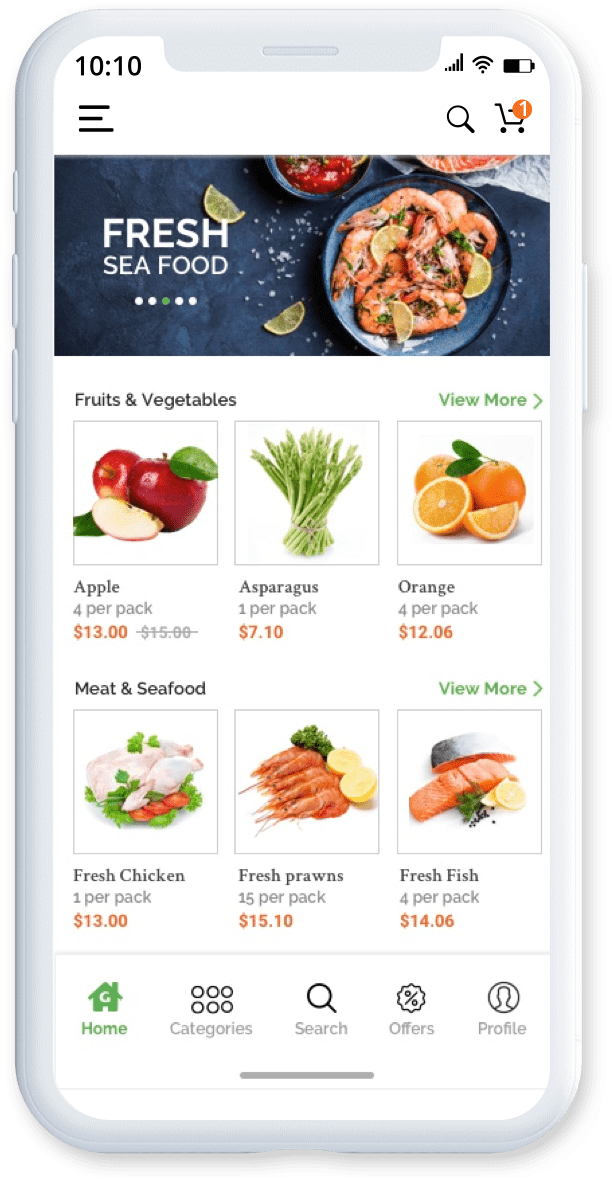 10:10
1
FRESH
SEA FOOD
Fruits & Vegetables View More
Apple Asparagus Orange
4 per pack 1 per pack 4 per pack
$13.00 $15.00 $7.10 $12.06
Meat & Seafood View More
Fresh Chicken Fresh prawns Fresh Fish
1 per pack 15 per pack 4 per pack
$13.00 $15.10 $14.06
G
Home Categories Search Offers Profile